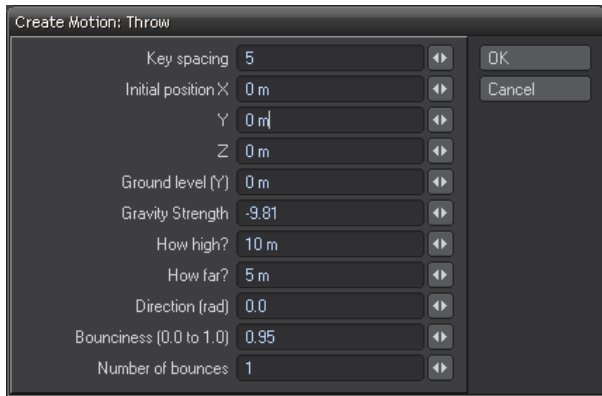 Create Motion: Throw
Key spacing 5 OK
Initial position X 0 m Cancel
Y 0 m
Z 0 m
Ground level (Y) 0 m
Gravity Strength -9.81
How high? 10 m
How far? 5 m
Direction (rad) 0.0
Bounciness (0.0 to 1.0) 0.95
Number of bounces 1